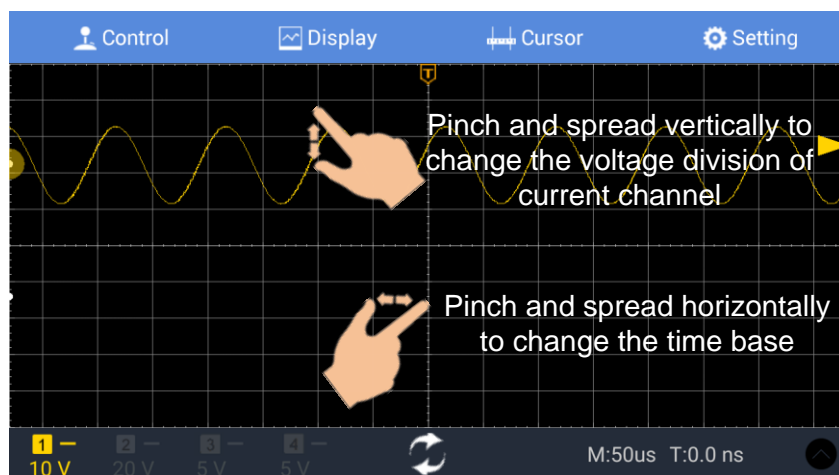 Control Display Cursor Setting
T
Pinch and spread vertically to
change the voltage division of
current channel
Pinch and spread horizontally
to change the time base
1 2 3 4
10 V 20 V 5 V 5 V
M:50us T:0.0 ns